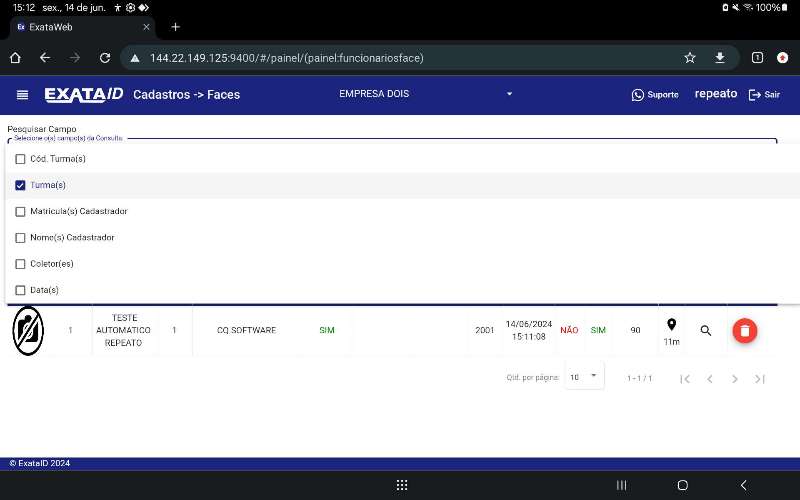 15:12 sex., 14 de jun. 100%
Ex ExataWeb
144.22.149.125:9400/#/painel/(painel:funcionariosface)
1
EXATAID Cadastros -> Faces EMPRESA DOIS Suporte repeato Sair
Pesquisar Campo
Selecione o(s) campo(s) da Consulta
Cód. Turma(s)
Turma(s)
Matricula(s) Cadastrador
Nome(s) Cadastrador
Coletor(es)
Data(s)
1 TESTE AUTOMATICO REPEATO 1 CQ.SOFTWARE SIM 2001 14/06/2024 15:11:08 NÃO SIM 90 11m
Qtd. por página: 10 1 - 1 / 1
© ExataID 2024